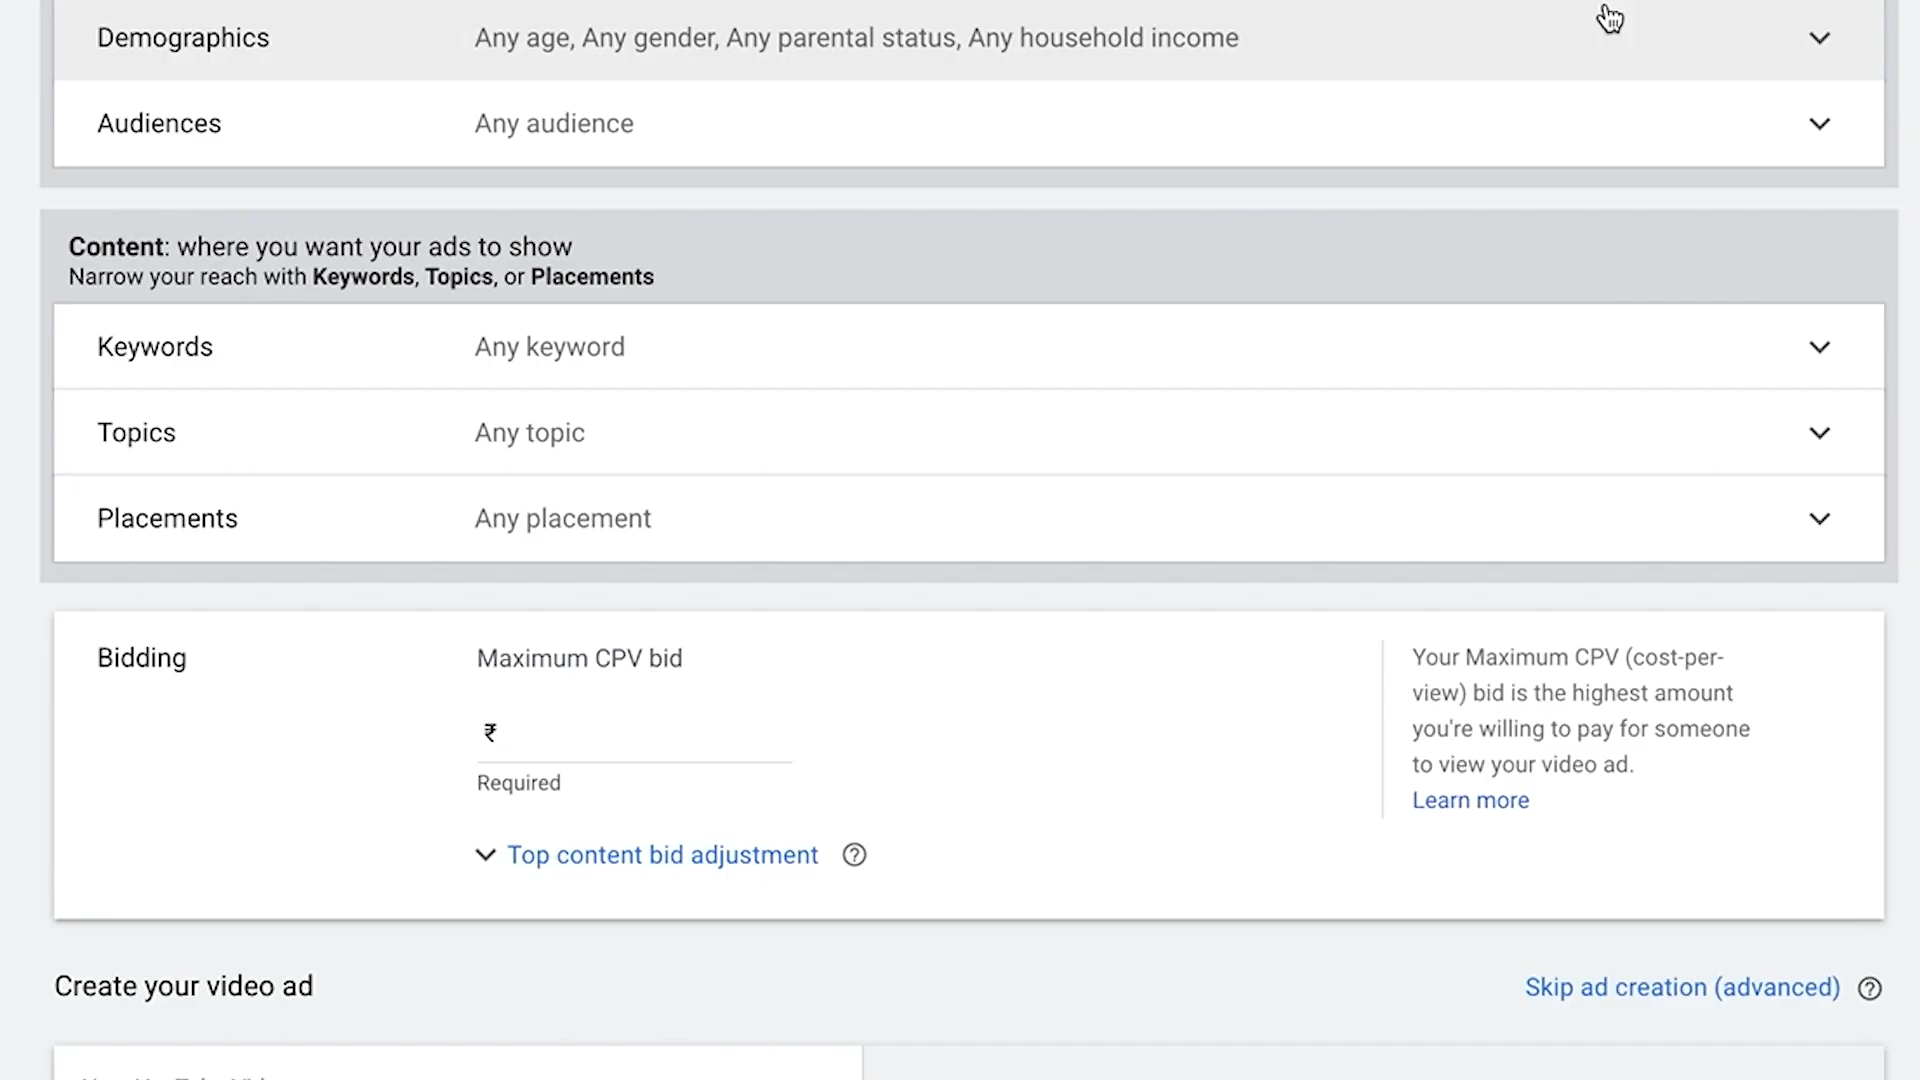 Demographics
Any age, Any gender, Any parental status, Any household income
Audiences
Any audience
Content: where you want your ads to show
Narrow your reach with Keywords, Topics, or Placements
Keywords
Any keyword
Topics
Any topic
Placements
Any placement
Bidding
Maximum CPV bid
₹
Required
Top content bid adjustment
Your Maximum CPV (cost-per-
view) bid is the highest amount
you're willing to pay for someone
to view your video ad.
Learn more
Create your video ad
Skip ad creation (advanced)